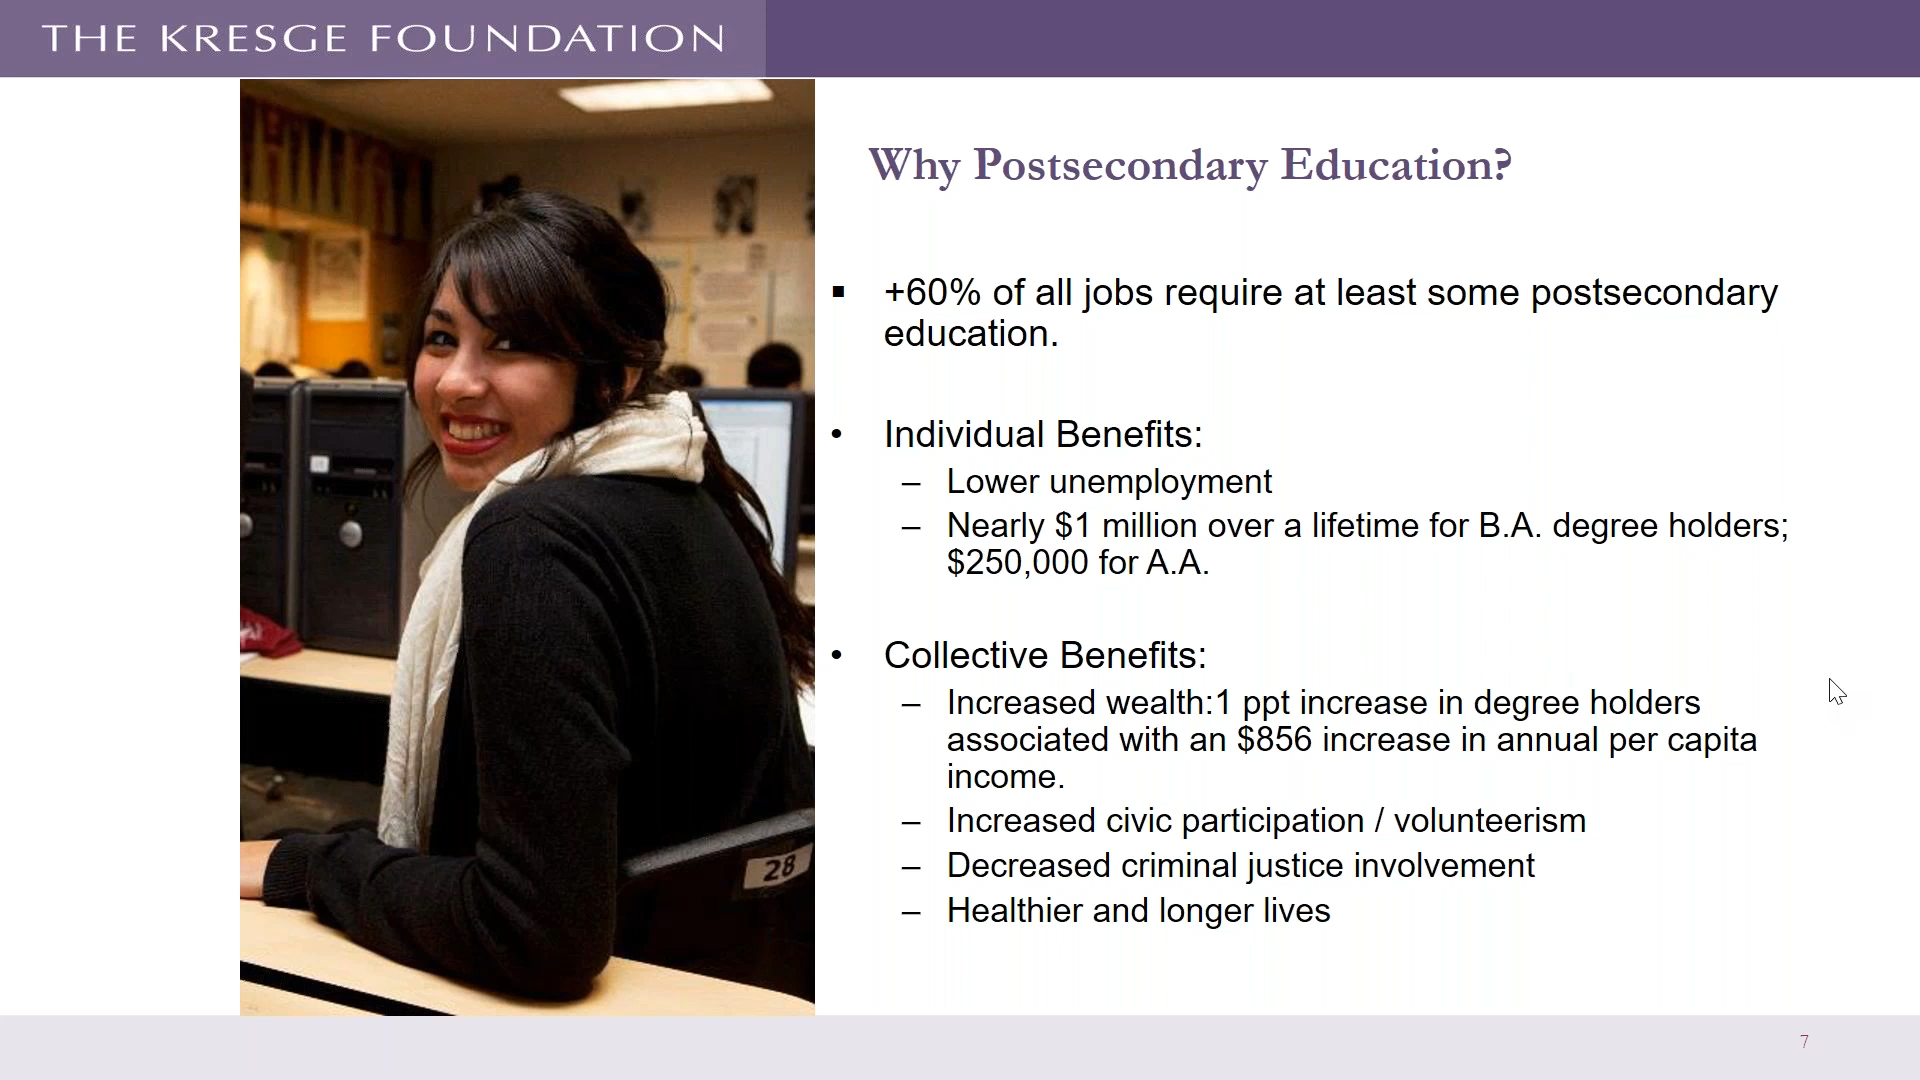 THE KRESGE FOUNDATION
Why Postsecondary Education?
▪ +60% of all jobs require at least some postsecondary
education.
• Individual Benefits:
– Lower unemployment
– Nearly $1 million over a lifetime for B.A. degree holders;
$250,000 for A.A.
• Collective Benefits:
– Increased wealth:1 ppt increase in degree holders
associated with an $856 increase in annual per capita
income.
– Increased civic participation / volunteerism
– Decreased criminal justice involvement
– Healthier and longer lives
28
7